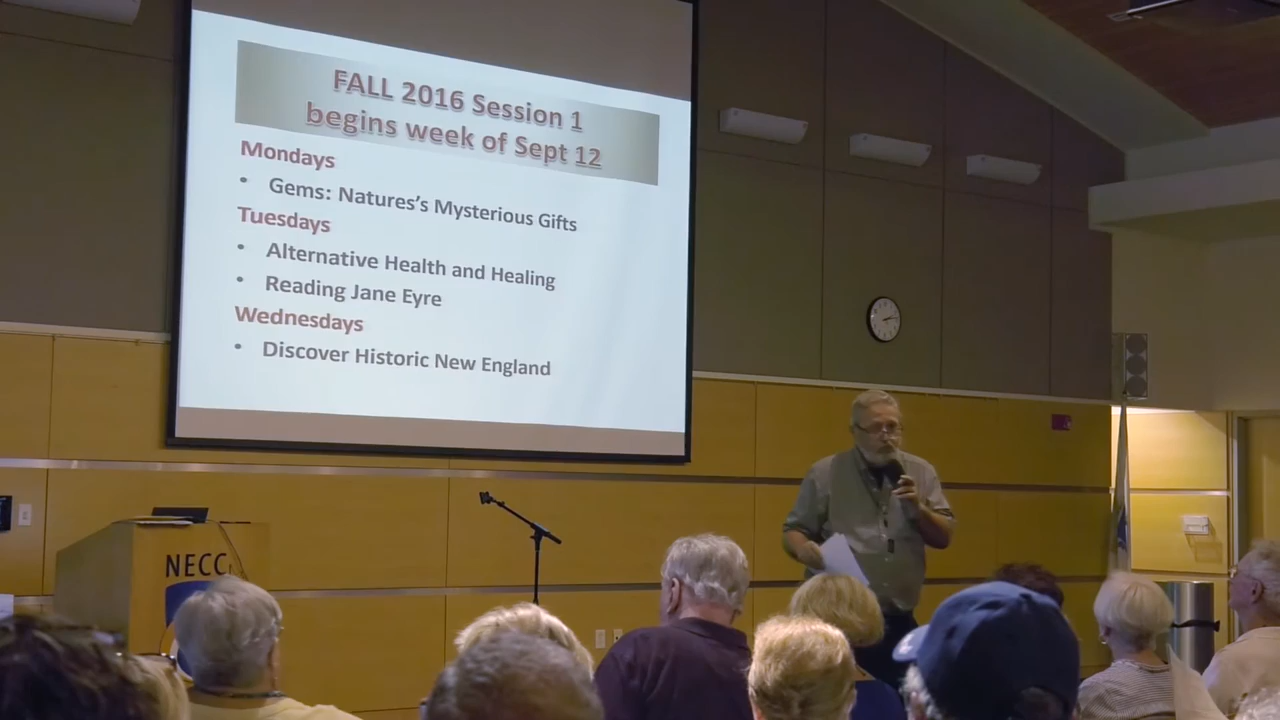 FALL 2016 Session 1
begins week of Sept 12
Mondays
• Gems: Natures's Mysterious Gifts
Tuesdays
• Alternative Health and Healing
• Reading Jane Eyre
Wednesdays
• Discover Historic New England
NECC